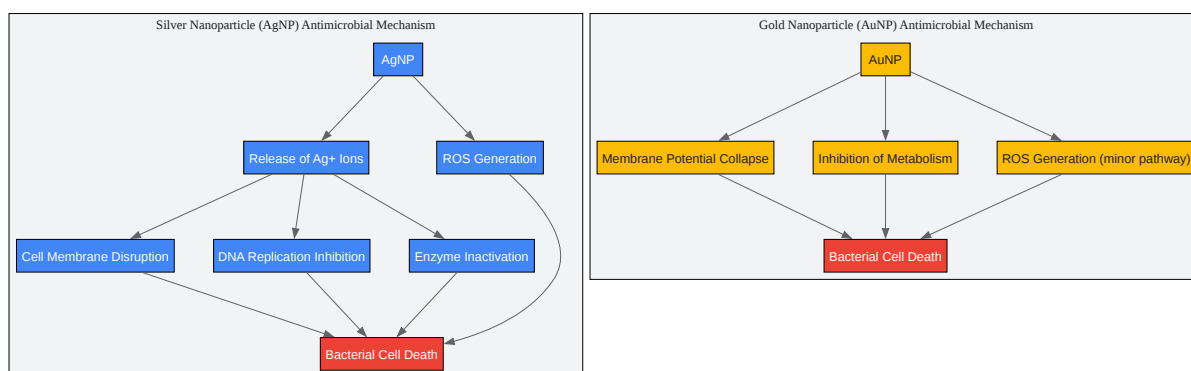 Silver Nanoparticle (AgNP) Antimicrobial Mechanism
AgNP
Release of Ag+ Ions
ROS Generation
Cell Membrane Disruption
DNA Replication Inhibition
Enzyme Inactivation
Bacterial Cell Death
Gold Nanoparticle (AuNP) Antimicrobial Mechanism
AuNP
Membrane Potential Collapse
Inhibition of Metabolism
ROS Generation (minor pathway)
Bacterial Cell Death